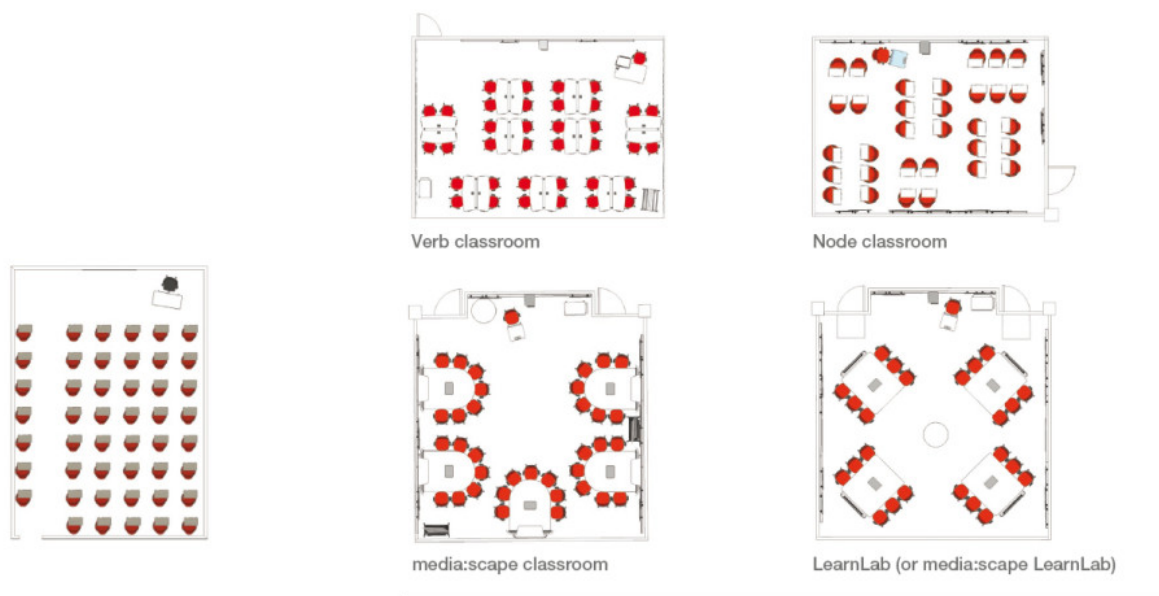 Verb classroom
Node classroom
media:scape classroom
LearnLab (or media:scape LearnLab)